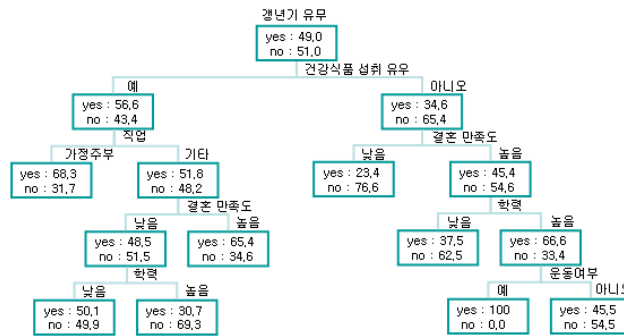 갱년기 유무
yes : 49,0
no : 51,0
건강식품 섭취 유우
예
아니오
yes : 56,6
no : 43,4
yes : 34,6
no : 65,4
직업
결혼 만족도
가정주부
기타
낮음
높음
yes : 68,3
no : 31,7
yes : 51,8
no : 48,2
yes : 23,4
no : 76,6
yes : 45,4
no : 54,6
결혼 만족도
학력
낮음
높음
낮음
높음
yes : 48,5
no : 51,5
yes : 65,4
no : 34,6
yes : 37,5
no : 62,5
yes : 66,6
no : 33,4
학력
운동여부
낮음
높음
예
아니오
yes : 50,1
no : 49,9
yes : 30,7
no : 69,3
yes : 100
no : 0,0
yes : 45,5
no : 54,5